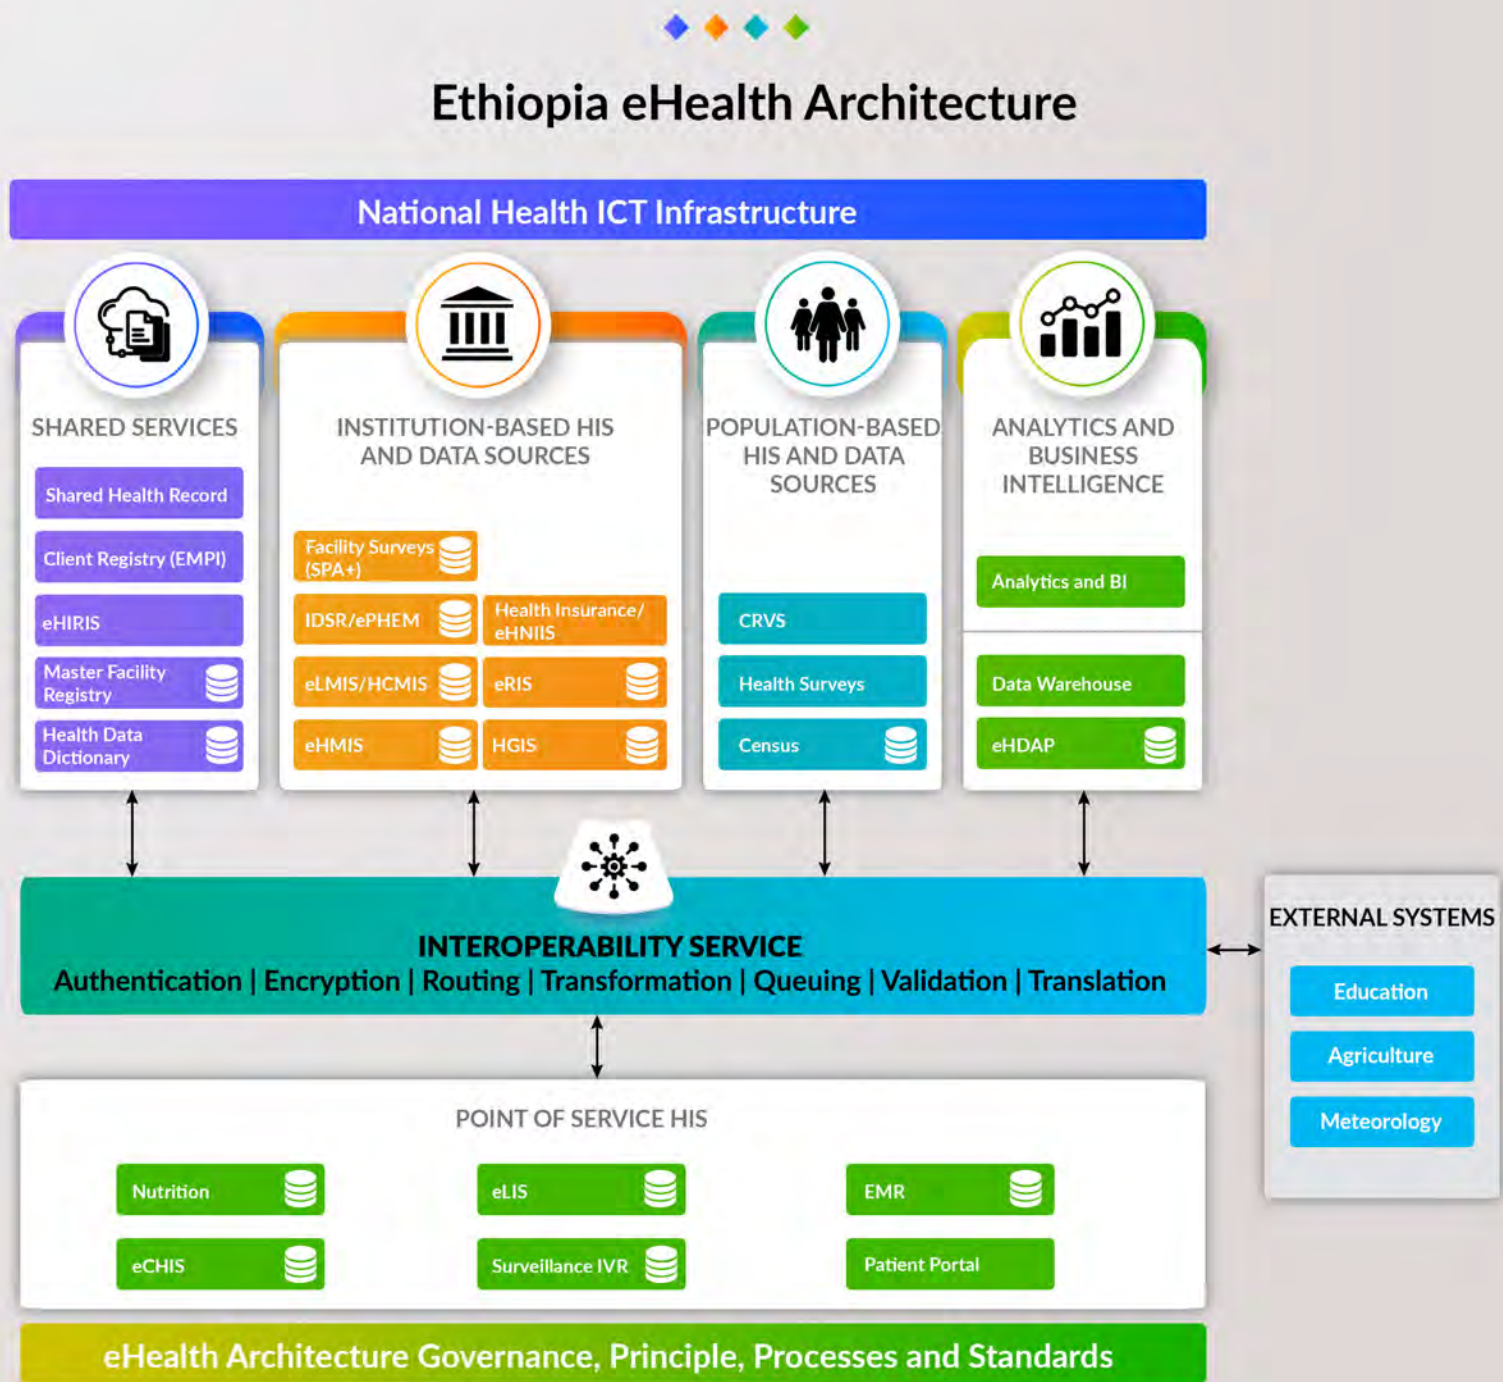 Ethiopia eHealth Architecture
National Health ICT Infrastructure
SHARED SERVICES
Shared Health Record
Client Registry (EMPI)
eHIRIS
Master Facility
Registry
Health Data
Dictionary
INSTITUTION-BASED HIS
AND DATA SOURCES
Facility Surveys
(SPA+)
IDSR/ePHEM
Health Insurance/
eHNIIS
eLMIS/HCMIS
eRIS
eHMIS
HGIS
POPULATION-BASED
HIS AND DATA
SOURCES
CRVS
Health Surveys
Census
ANALYTICS AND
BUSINESS
INTELLIGENCE
Analytics and BI
Data Warehouse
eHDAP
INTEROPERABILITY SERVICE
Authentication | Encryption | Routing | Transformation | Queuing | Validation | Translation
EXTERNAL SYSTEMS
Education
Agriculture
Meteorology
POINT OF SERVICE HIS
Nutrition
eLIS
EMR
eCHIS
Surveillance IVR
Patient Portal
eHealth Architecture Governance, Principle, Processes and Standards